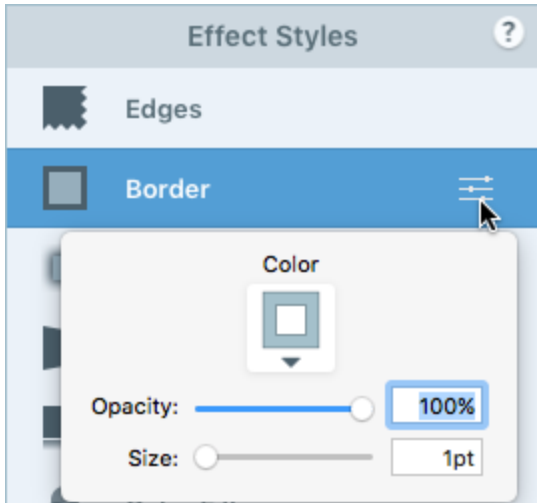 Effect Styles
?
Edges
Border
Color
Opacity: 100%
Size: 1pt